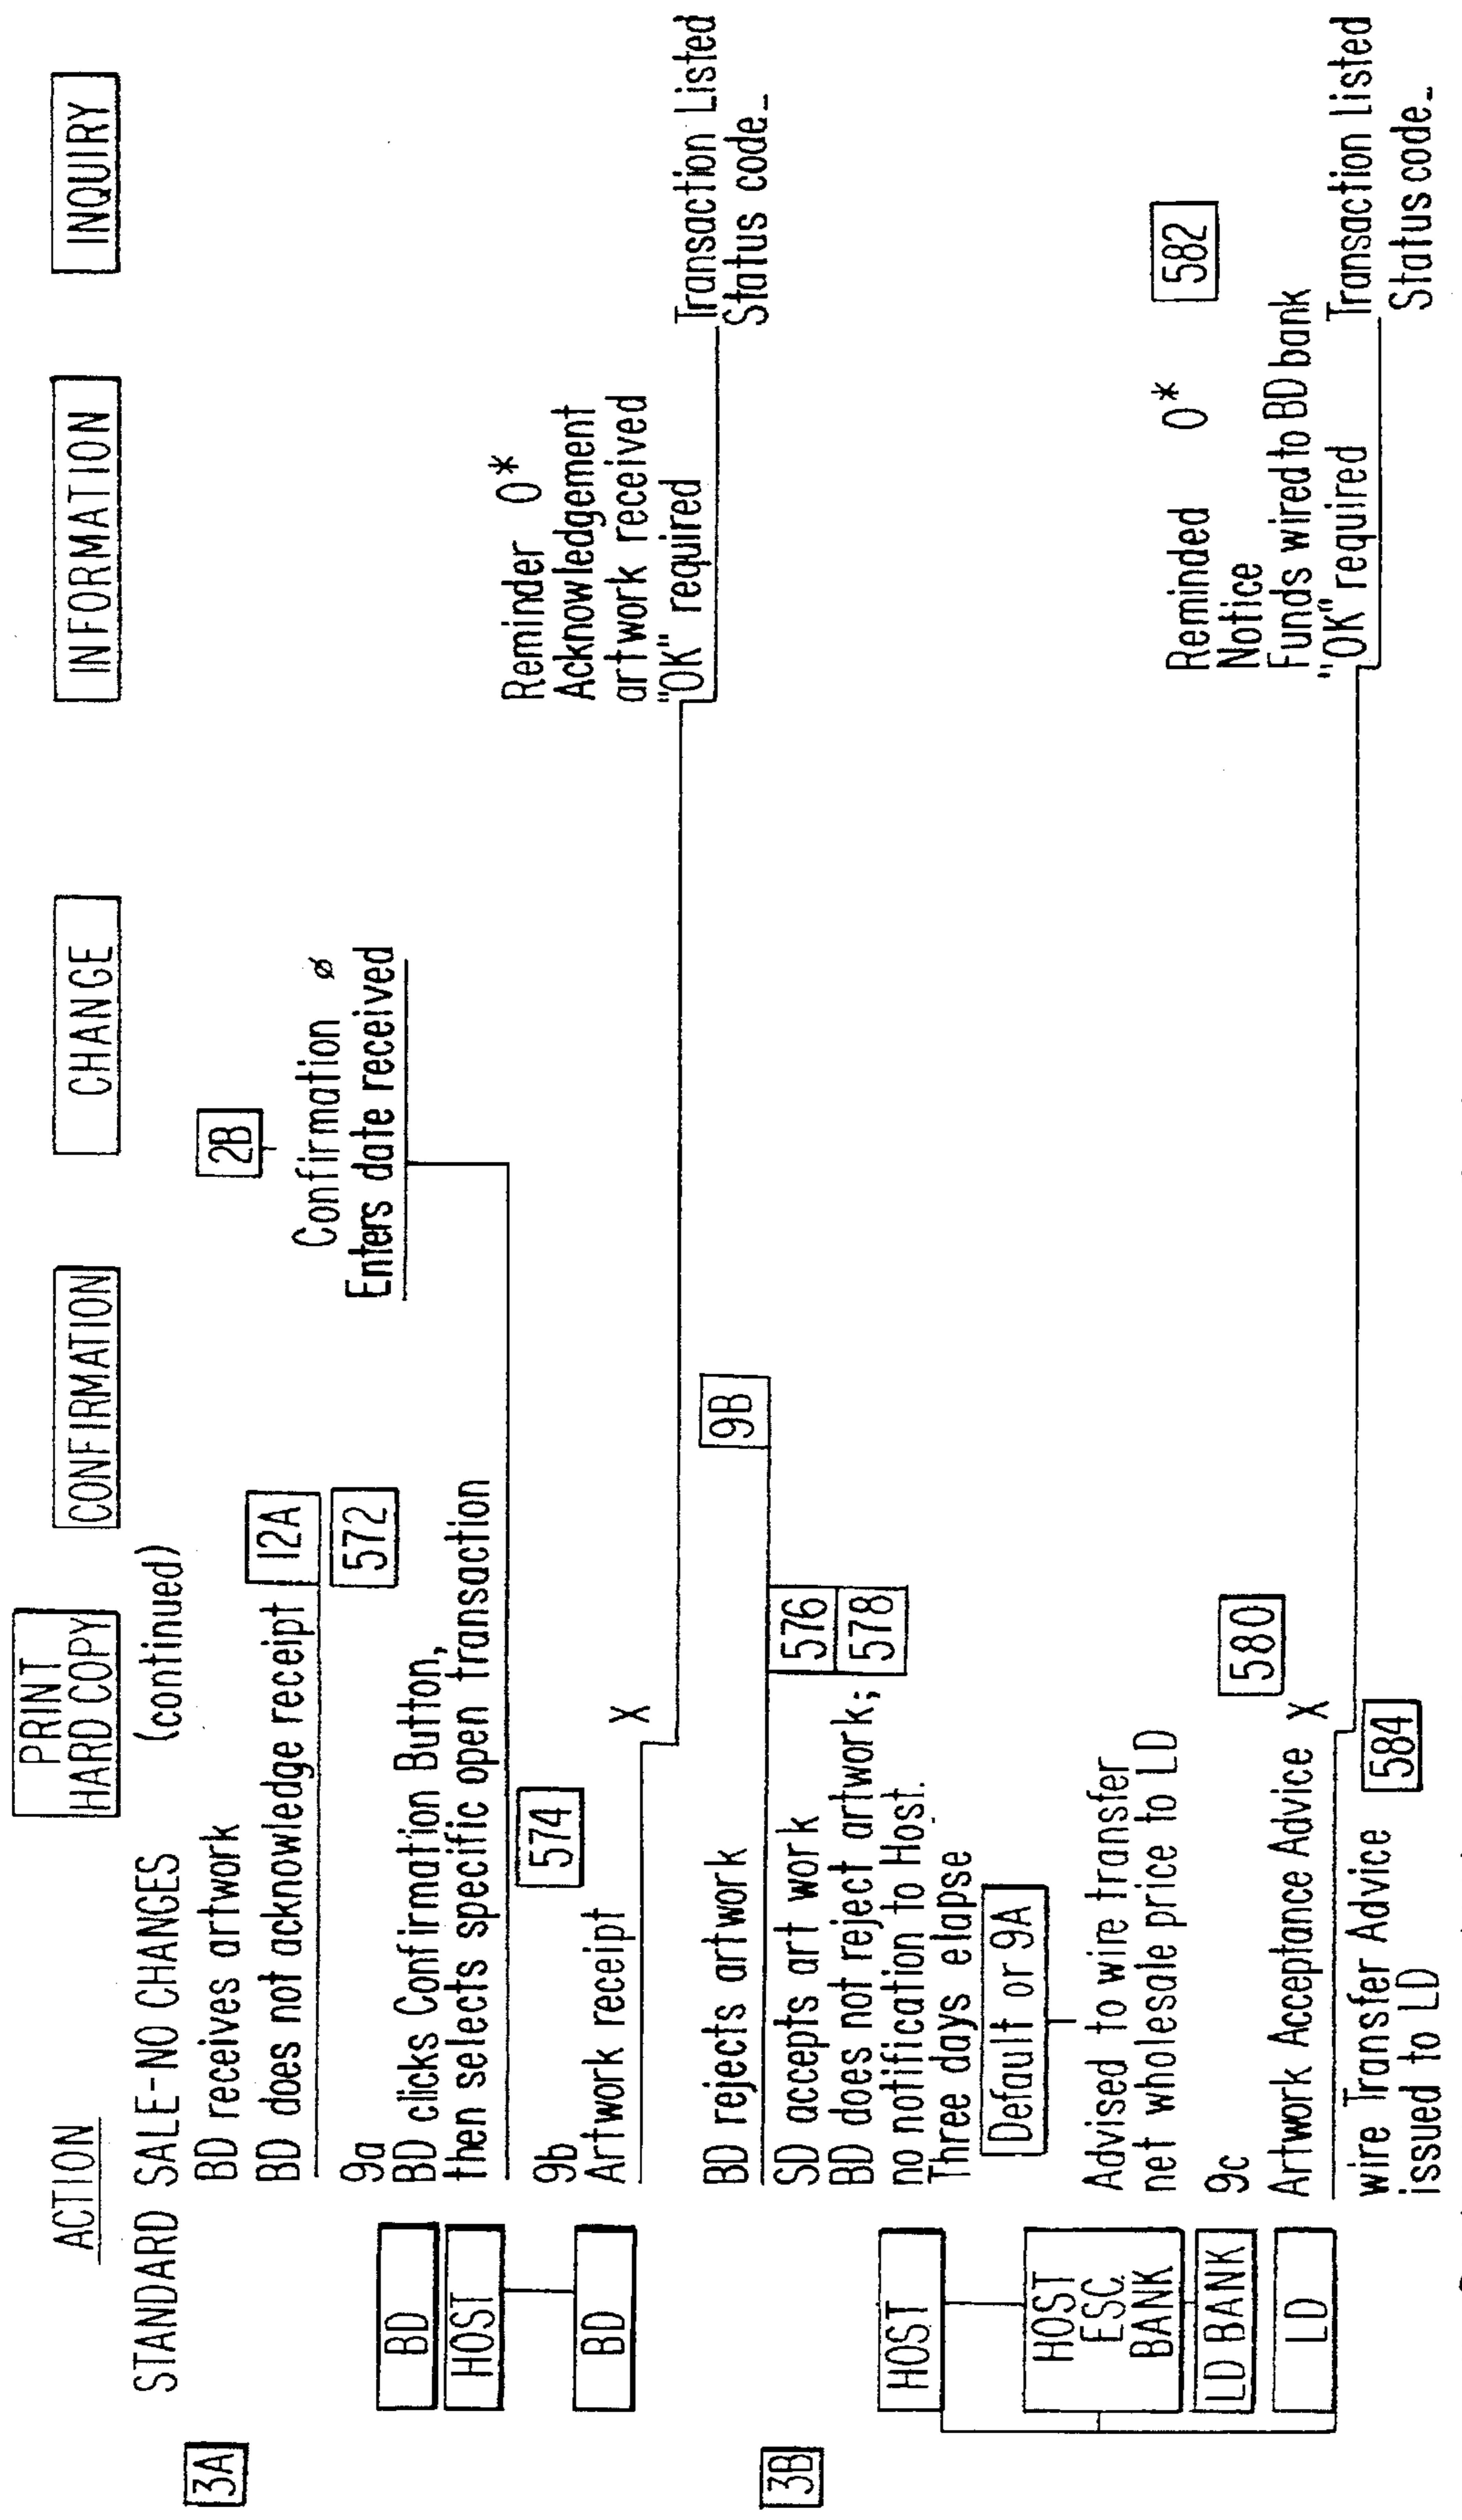 ACTION
PRINT
HARD COPY
CONFIRMATION
CHANGE
INFORMATION
INQUIRY
STANDARD SALE-NO CHANGES (continued)
3A
BD receives artwork
2B
BD does not acknowledge receipt
12A
Confirmation ø
Enters date received
9a
572
BD
BD clicks Confirmation Button,
HOST
then selects specific open transaction
9b
574
Reminder O*
BD
Artwork receipt X
Acknowledgement
artwork received
"OK" required
Transaction Listed
Status code_
3B
BD rejects artwork
9B
SD accepts art work
576
BD does not reject artwork;
578
HOST
no notification to Host.
Three days elapse
Default or 9A
HOST
ESC.
BANK
Advised to wire transfer
net wholesale price to LD
LD BANK
9c
580
Reminded O*
582
Notice
LD
Artwork Acceptance Advice X
Funds wired to BD bank
"OK" required
Transaction Listed
Status code_
wire Transfer Advice
584
issued to LD